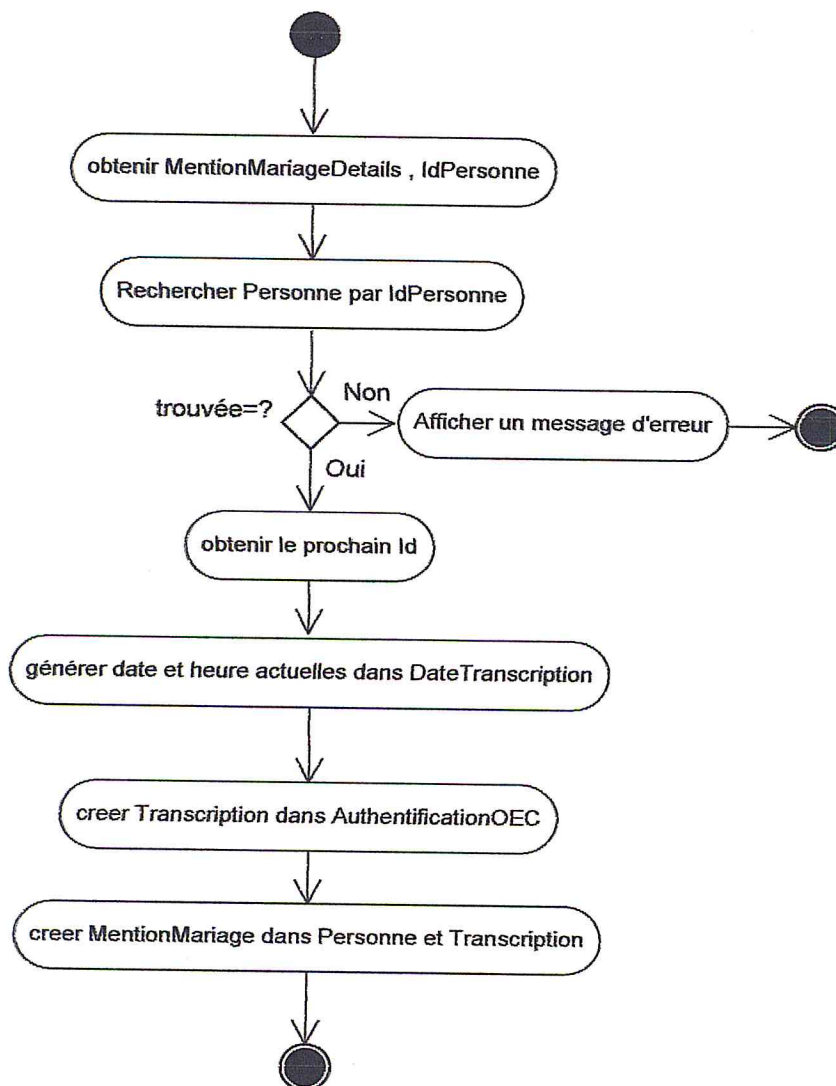 obtenir MentionMariageDetails , IdPersonne
Rechercher Personne par IdPersonne
trouvée=?
Non
Afficher un message d'erreur
Oui
obtenir le prochain Id
générer date et heure actuelles dans DateTranscription
creer Transcription dans AuthentificationOEC
creer MentionMariage dans Personne et Transcription